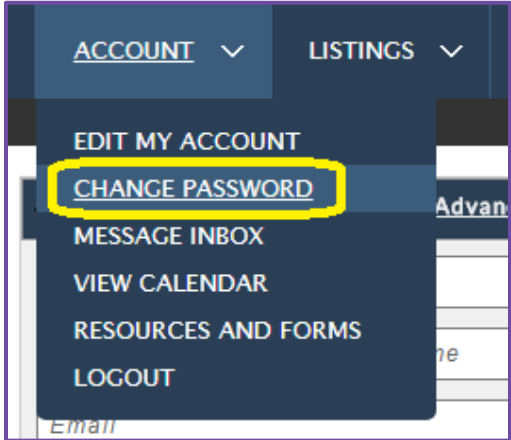 ACCOUNT LISTINGS
EDIT MY ACCOUNT
CHANGE PASSWORD
MESSAGE INBOX
VIEW CALENDAR
RESOURCES AND FORMS
LOGOUT
Email